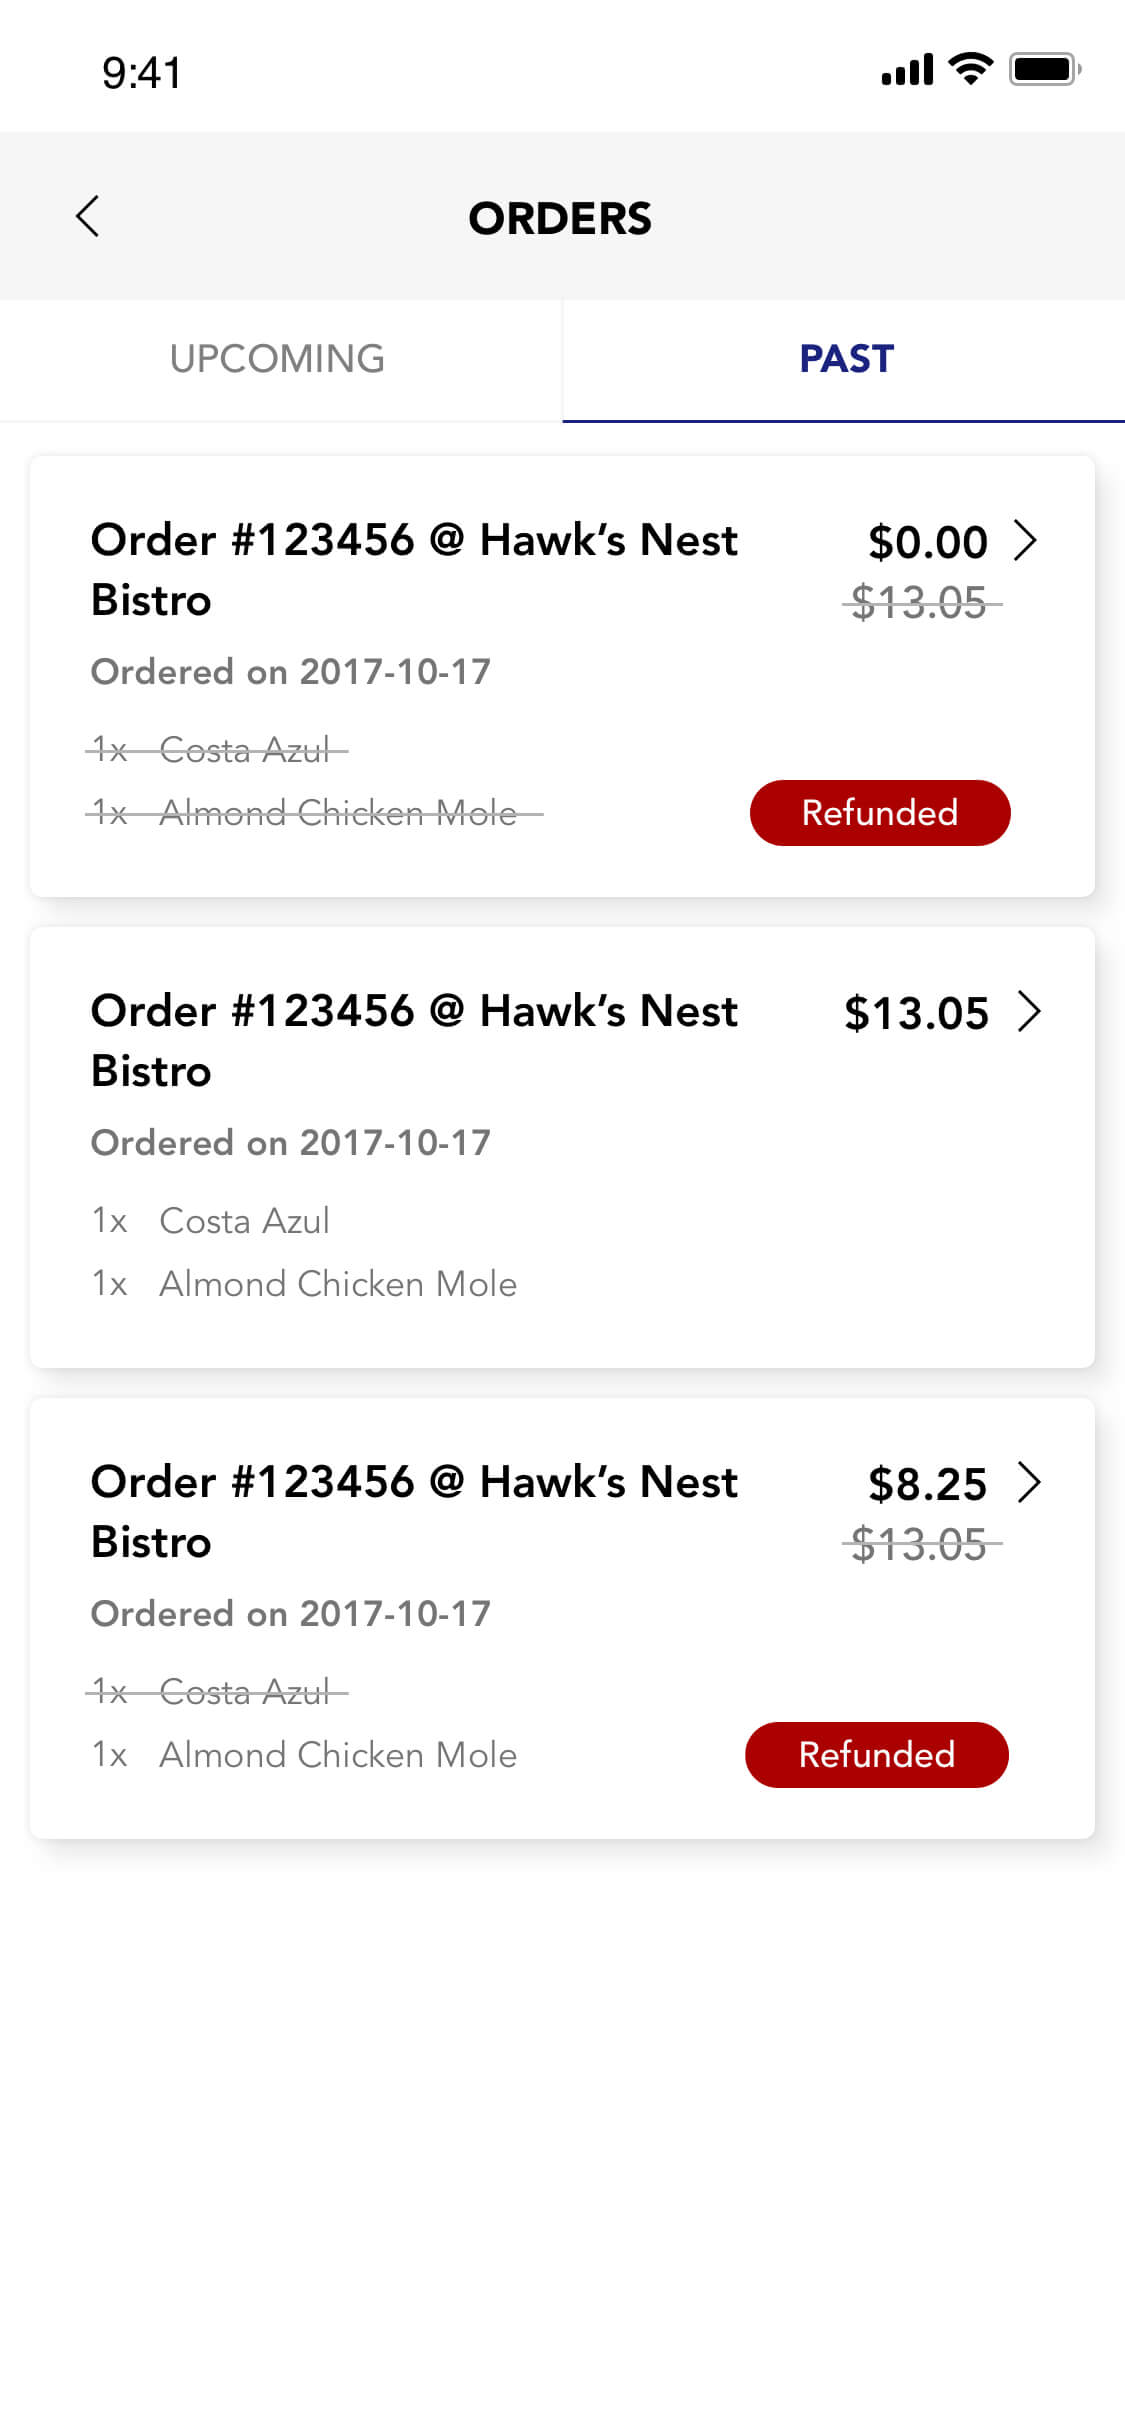 9:41
ORDERS
UPCOMING
PAST
Order #123456 @ Hawk’s Nest
Bistro
$0.00
$13.05
Ordered on 2017-10-17
1x Costa Azul
1x Almond Chicken Mole
Refunded
Order #123456 @ Hawk’s Nest
Bistro
$13.05
Ordered on 2017-10-17
1x Costa Azul
1x Almond Chicken Mole
Order #123456 @ Hawk’s Nest
Bistro
$8.25
$13.05
Ordered on 2017-10-17
1x Costa Azul
1x Almond Chicken Mole
Refunded